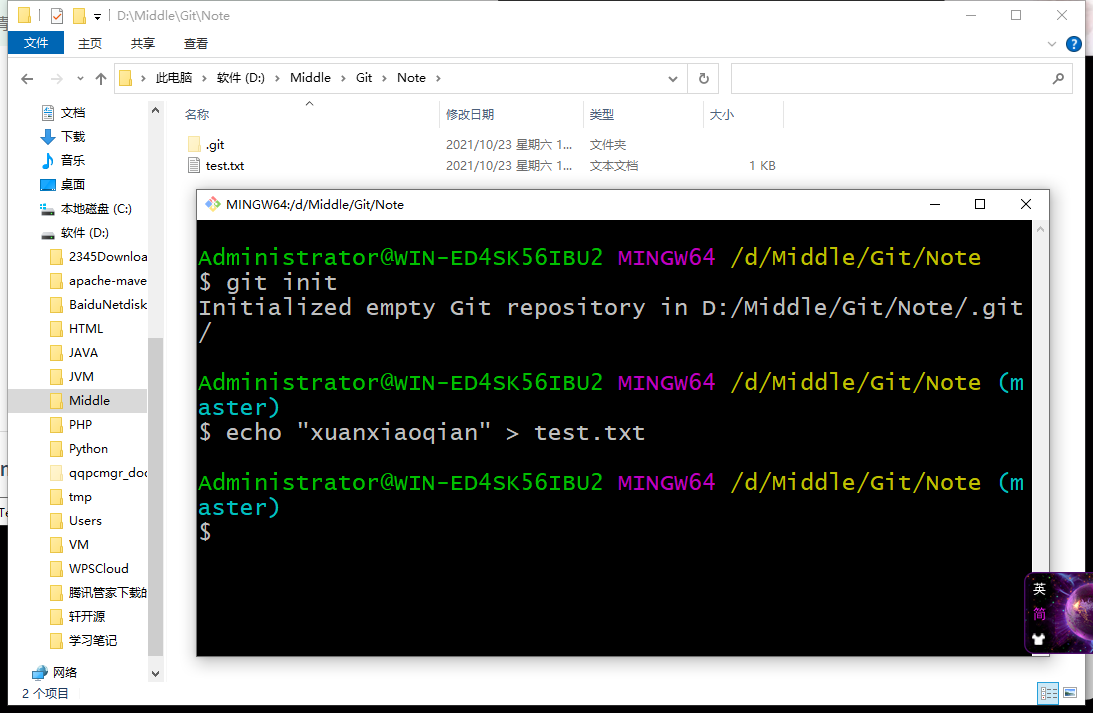 D:\Middle\Git\Note
文件 主页 共享 查看
此电脑 软件 (D:) Middle Git Note
名称 修改日期 类型 大小
.git 2021/10/23 星期六 1... 文件夹
test.txt 2021/10/23 星期六 1... 文本文档 1 KB
文档
下载
音乐
桌面
本地磁盘 (C:)
软件 (D:)
2345Downloa
apache-mave
BaiduNetdisk
HTML
JAVA
JVM
Middle
PHP
Python
qqpcmgr_doc
tmp
Users
VM
WPSCloud
腾讯管家下载的
轩开源
学习笔记
网络
2 个项目
MINGW64:/d/Middle/Git/Note
Administrator@WIN-ED4SK56IBU2 MINGW64 /d/Middle/Git/Note
$ git init
Initialized empty Git repository in D:/Middle/Git/Note/.git
/
Administrator@WIN-ED4SK56IBU2 MINGW64 /d/Middle/Git/Note (m
aster)
$ echo "xuanxiaoqian" > test.txt
Administrator@WIN-ED4SK56IBU2 MINGW64 /d/Middle/Git/Note (m
aster)
$
英
简